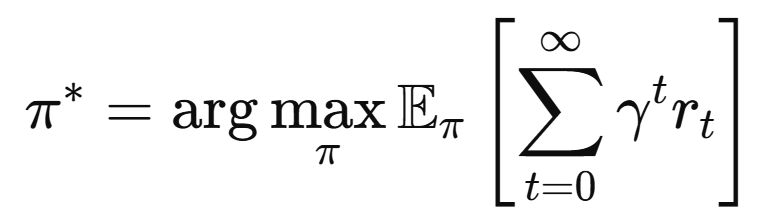 π* = arg max_π 𝔼_π [ ∑_{t=0}^{∞} γ^t r_t ]